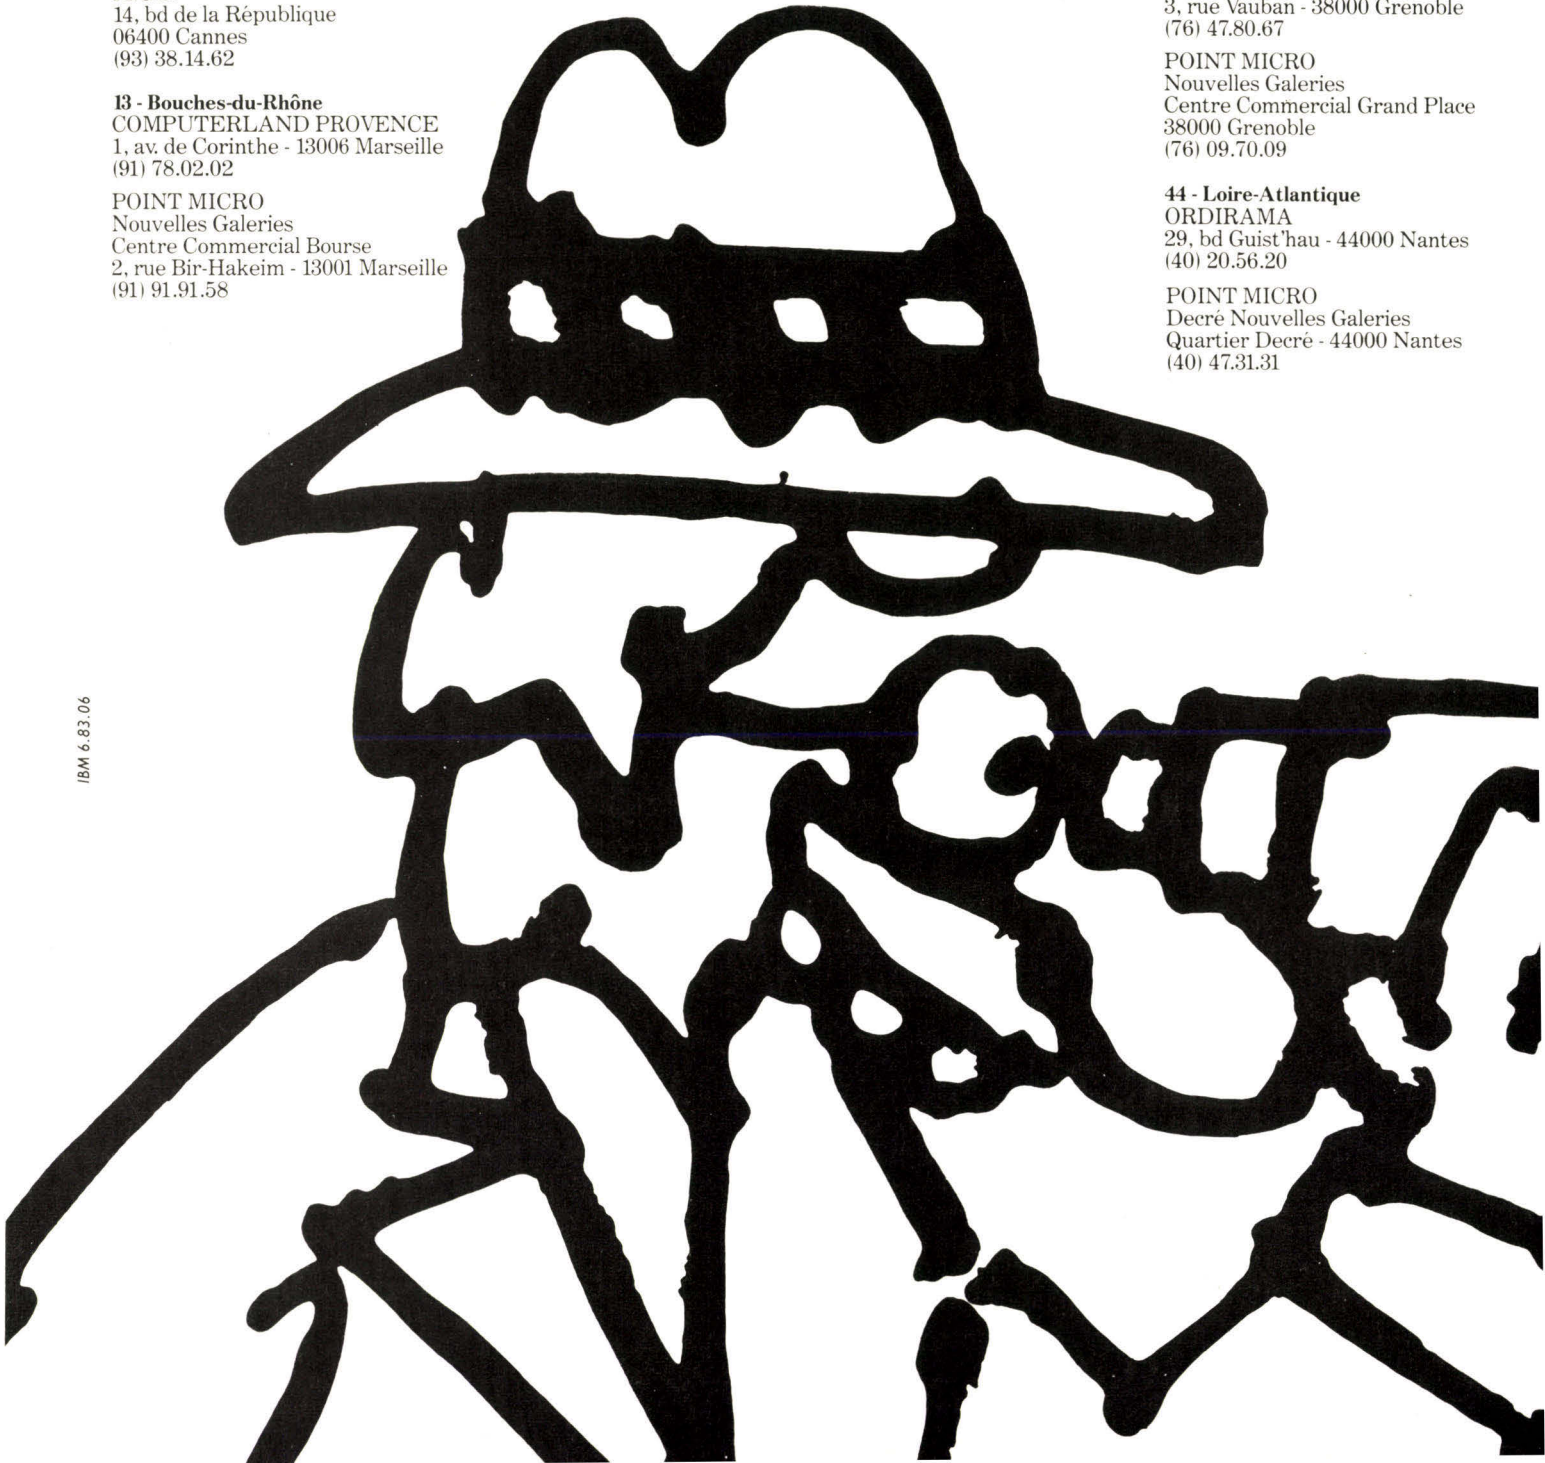 14, bd de la République
06400 Cannes
(93) 38.14.62
13 - Bouches-du-Rhône
COMPUTERLAND PROVENCE
1, av. de Corinthe - 13006 Marseille
(91) 78.02.02
POINT MICRO
Nouvelles Galeries
Centre Commercial Bourse
2, rue Bir-Hakeim - 13001 Marseille
(91) 91.91.58
3, rue Vauban - 38000 Grenoble
(76) 47.80.67
POINT MICRO
Nouvelles Galeries
Centre Commercial Grand Place
38000 Grenoble
(76) 09.70.09
44 - Loire-Atlantique
ORDIRAMA
29, bd Guist'hau - 44000 Nantes
(40) 20.56.20
POINT MICRO
Decré Nouvelles Galeries
Quartier Decré - 44000 Nantes
(40) 47.31.31
IBM 6.83.06